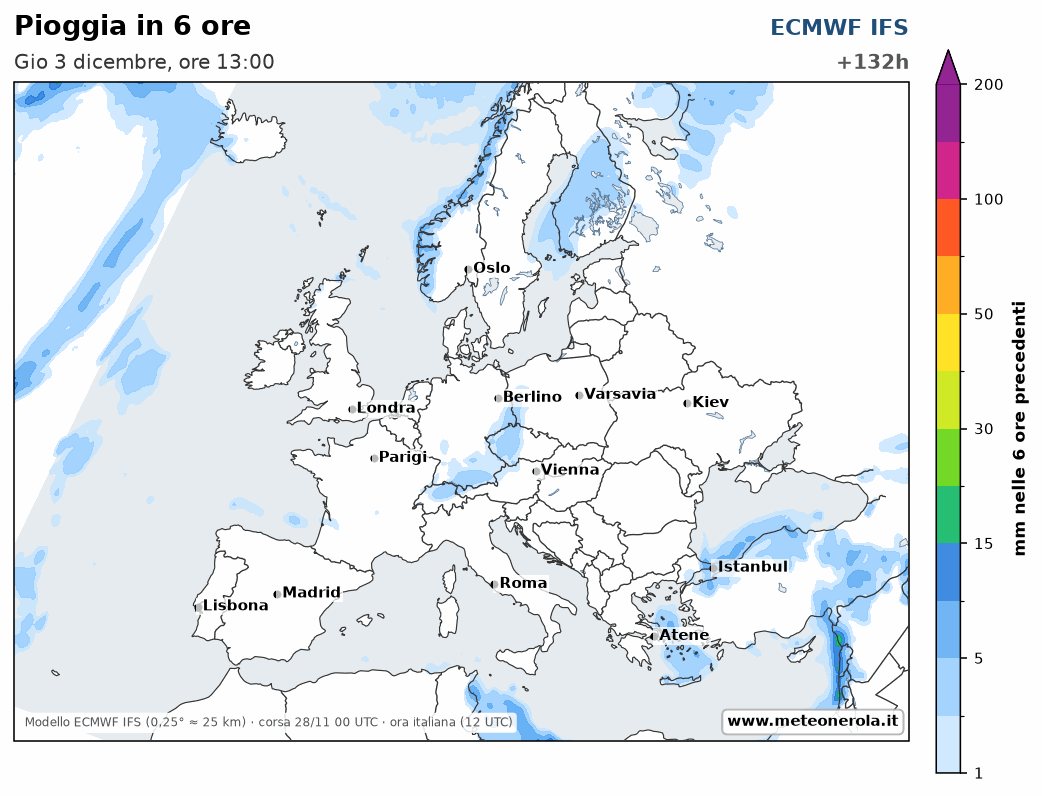 Pioggia in 6 ore
ECMWF IFS
Gio 3 dicembre, ore 13:00
+132h
200
100
50
30
15
5
1
mm nelle 6 ore precedenti
Oslo
Berlino
Varsavia
Kiev
Londra
Parigi
Vienna
Istanbul
Roma
Madrid
Lisbona
Atene
Modello ECMWF IFS (0,25° ≈ 25 km) · corsa 28/11 00 UTC · ora italiana (12 UTC)
www.meteonerola.it